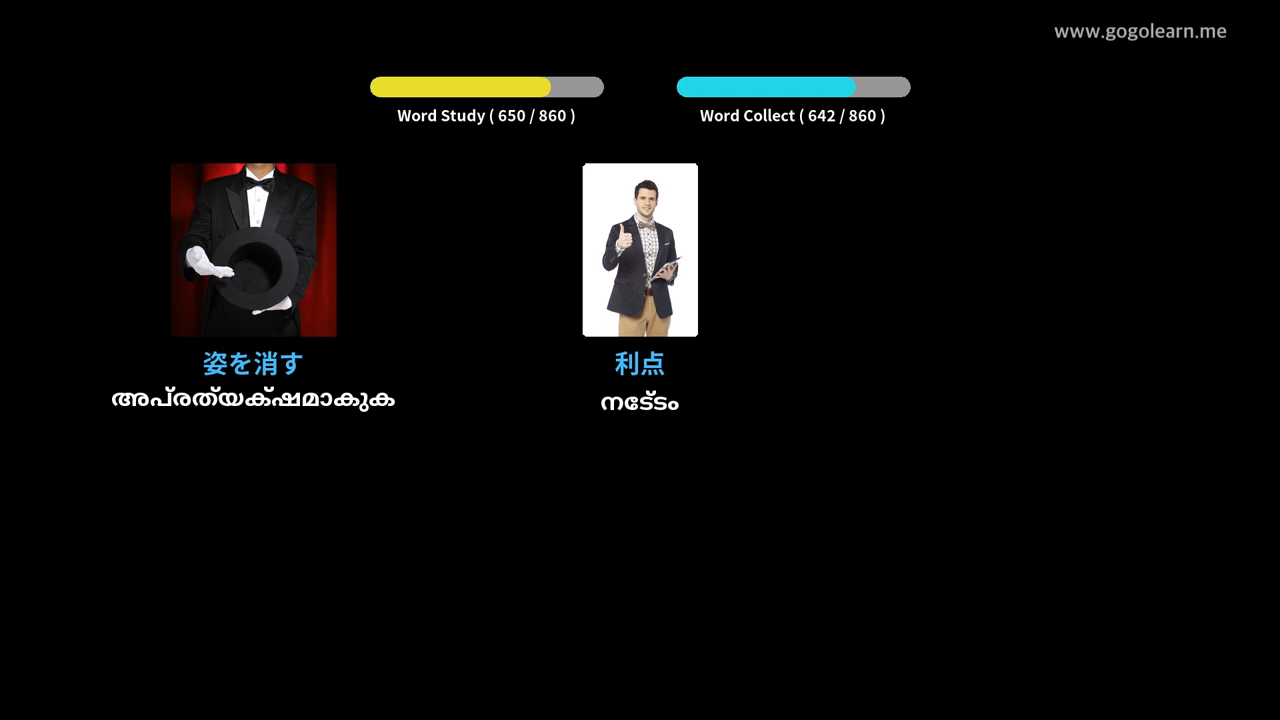 www.gogolearn.me
Word Study ( 650 / 860 )
Word Collect ( 642 / 860 )
姿を消す
അപ്രത്യക്ഷമാകുക
利点
നട്ടേം